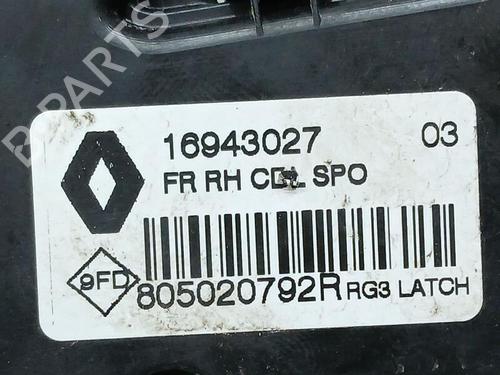 B-PARTS
16943027 03
FR RH CDL SPO
9FD 805020792R RG3 LATCH